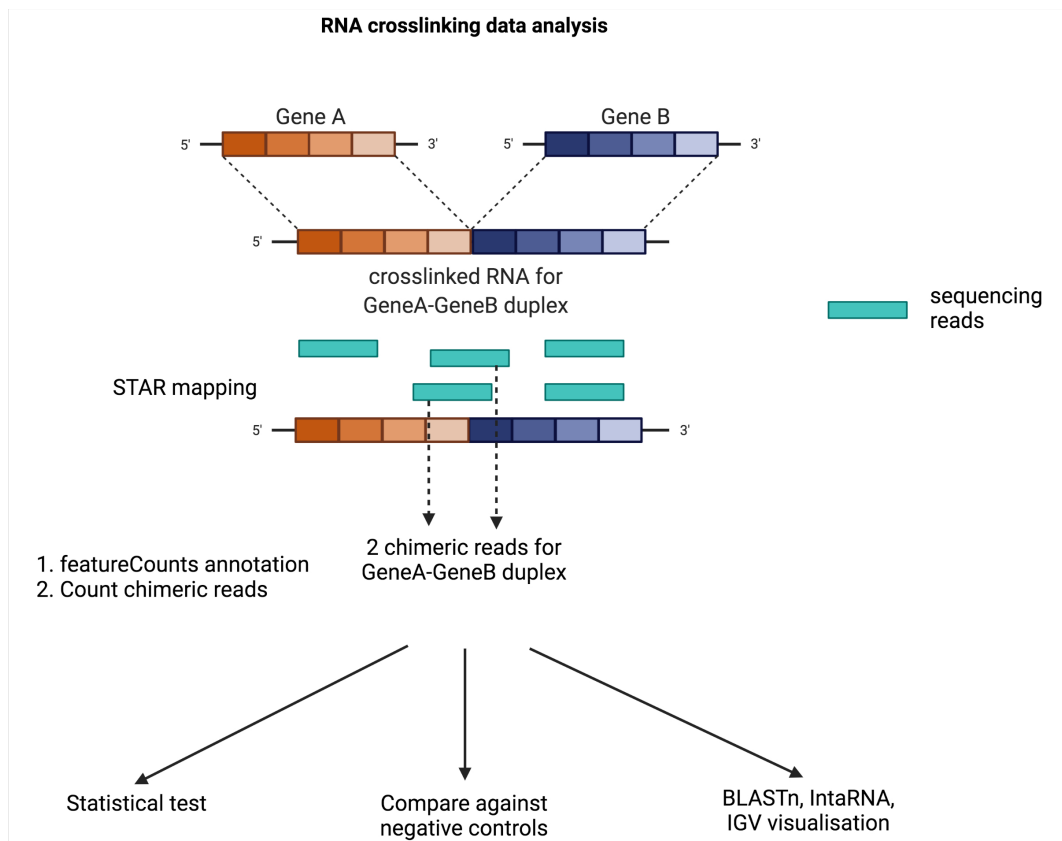 RNA crosslinking data analysis
Gene A
Gene B
5'
3'
5'
3'
5'
crosslinked RNA for
GeneA-GeneB duplex
sequencing
reads
STAR mapping
5'
3'
2 chimeric reads for
GeneA-GeneB duplex
1. featureCounts annotation
2. Count chimeric reads
Statistical test
Compare against
negative controls
BLASTn, IntaRNA,
IGV visualisation